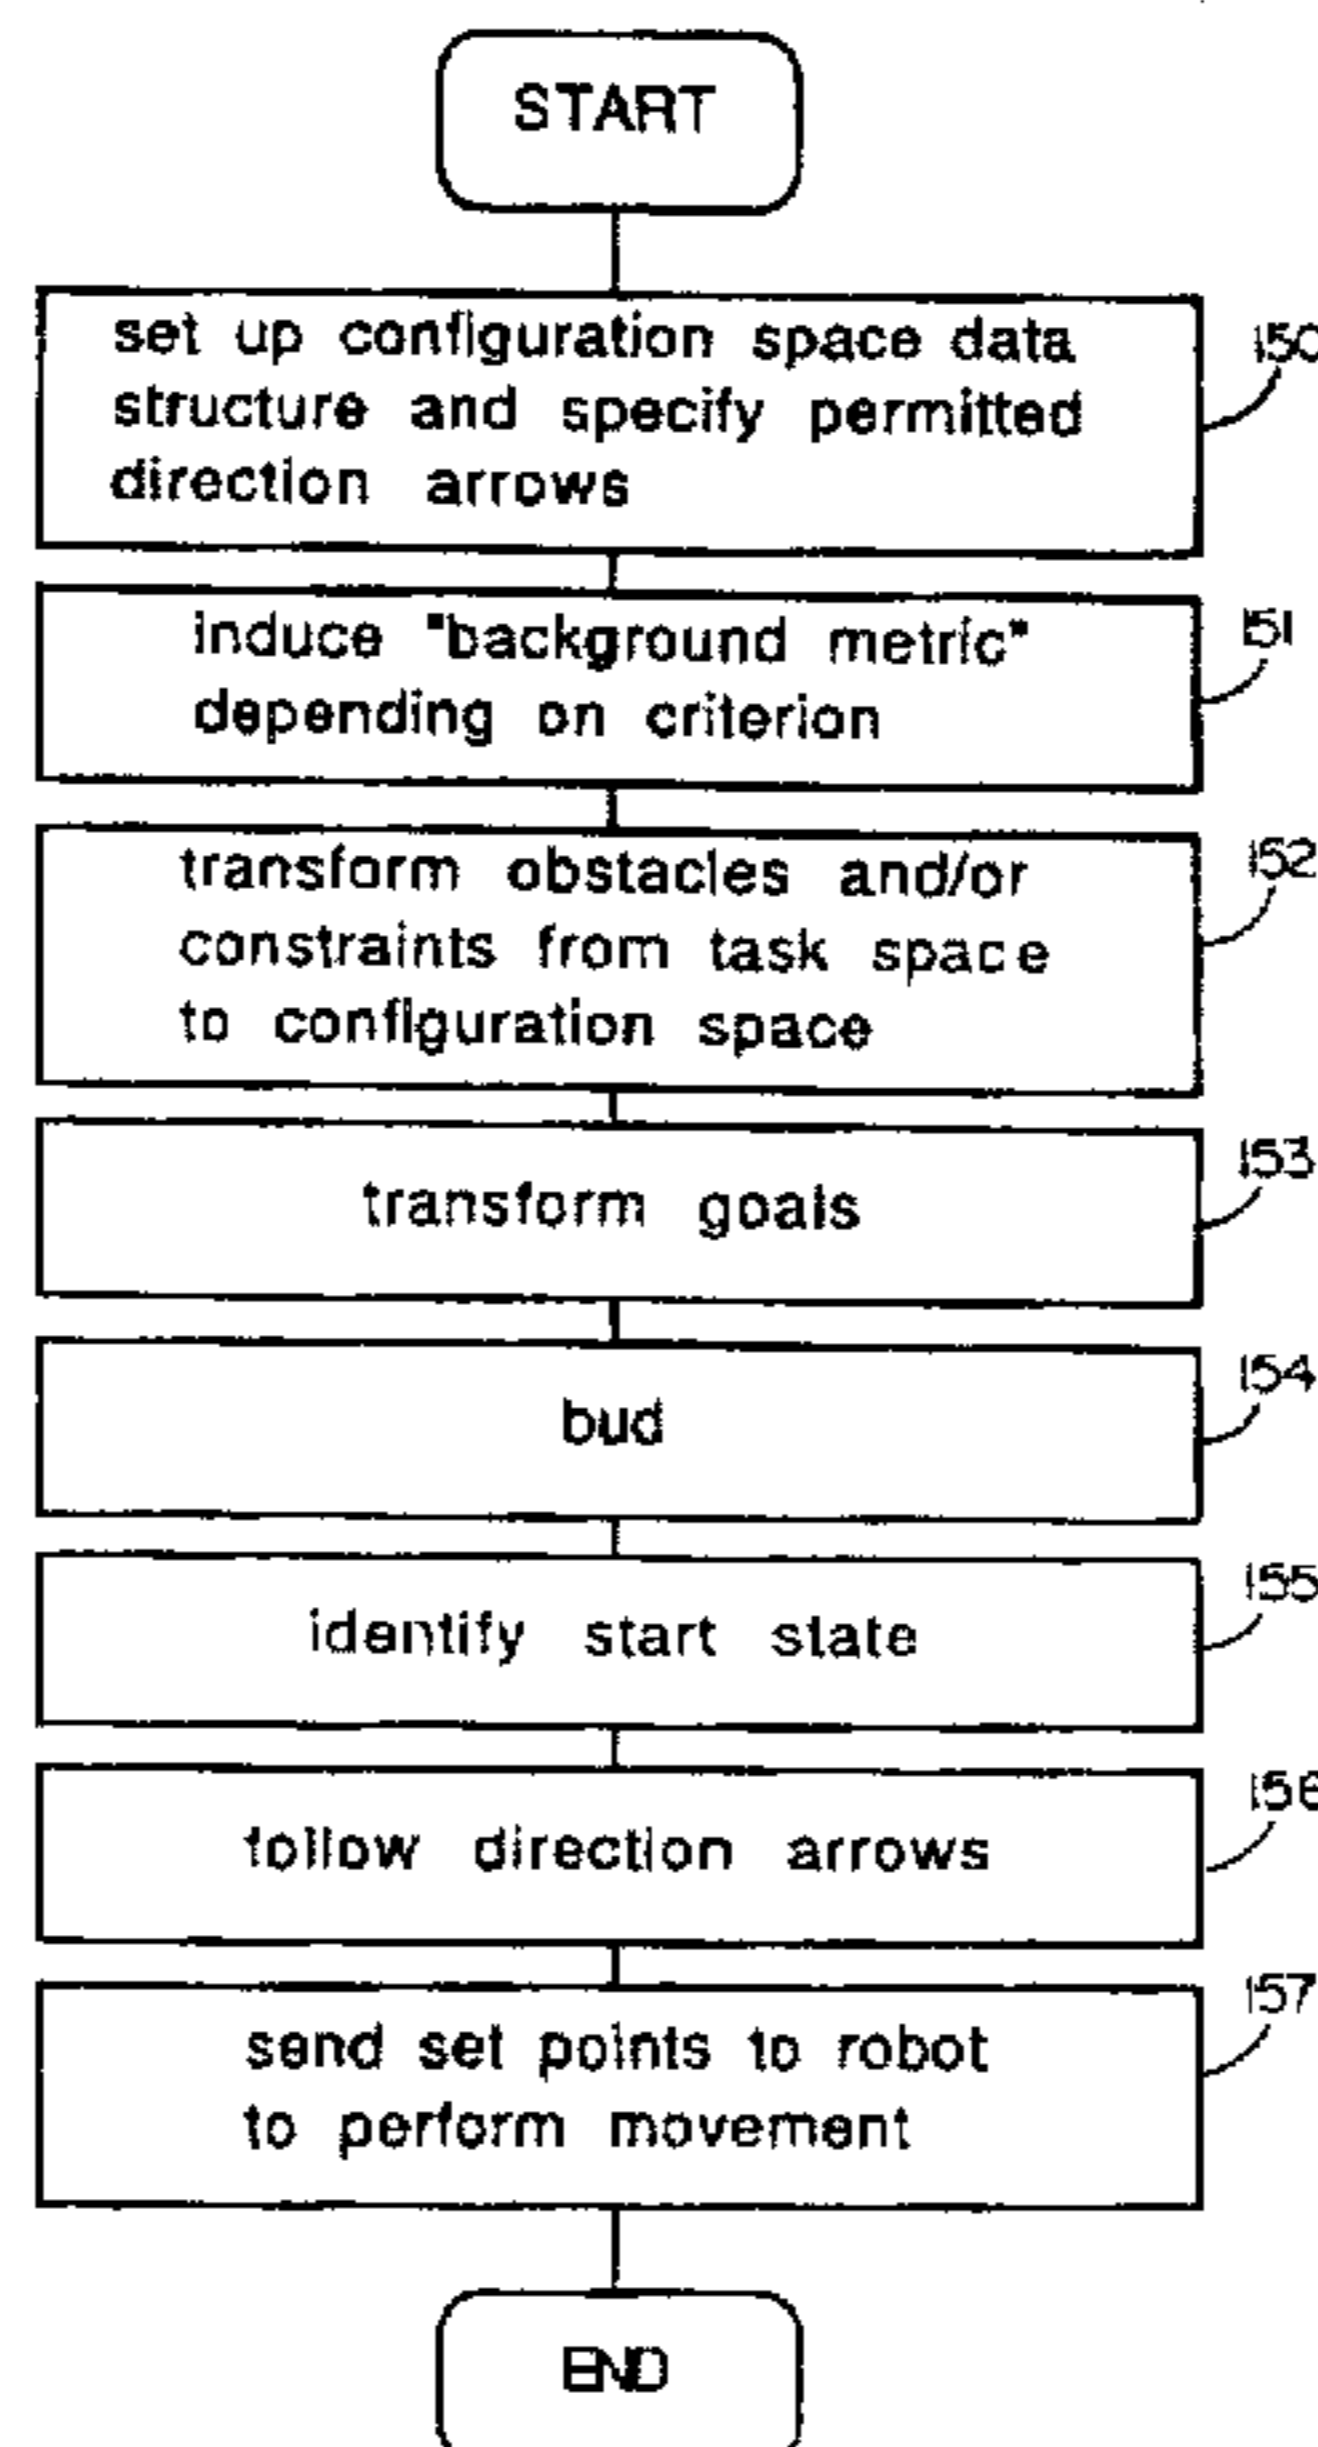 START
set up configuration space data
150
structure and specify permitted
direction arrows
induce "background metric"
151
depending on criterion
transform obstacles and/or
152
constraints from task space
to configuration space
153
transform goals
154
bud
155
identify start state
156
follow direction arrows
157
send set points to robot
to perform movement
END